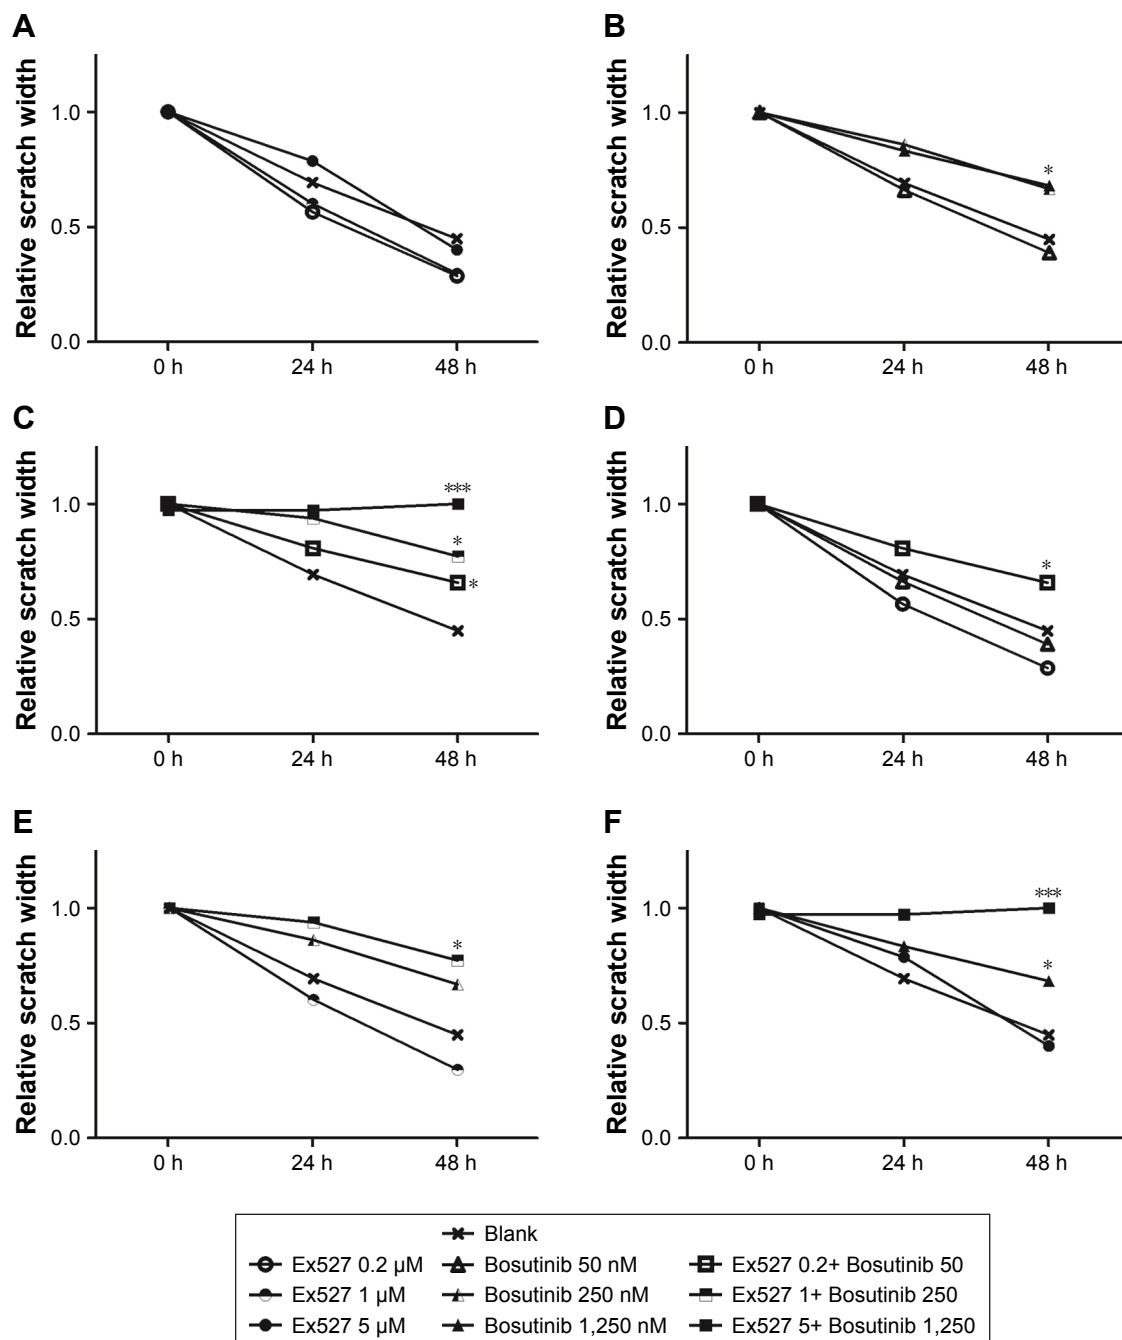 A
Relative scratch width
1.0
0.5
0.0
0 h 24 h 48 h
B
Relative scratch width
1.0
0.5
0.0
*
0 h 24 h 48 h
C
Relative scratch width
1.0
0.5
0.0
***
*
*
0 h 24 h 48 h
D
Relative scratch width
1.0
0.5
0.0
*
0 h 24 h 48 h
E
Relative scratch width
1.0
0.5
0.0
*
0 h 24 h 48 h
F
Relative scratch width
1.0
0.5
0.0
***
*
0 h 24 h 48 h
Blank
Ex527 0.2 µM Bosutinib 50 nM Ex527 0.2+ Bosutinib 50
Ex527 1 µM Bosutinib 250 nM Ex527 1+ Bosutinib 250
Ex527 5 µM Bosutinib 1,250 nM Ex527 5+ Bosutinib 1,250